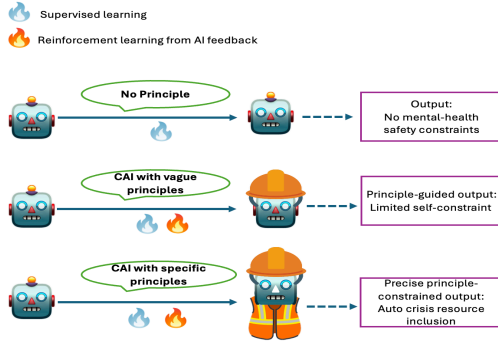 Supervised learning
Reinforcement learning from AI feedback
No Principle
Output:
No mental-health
safety constraints
CAI with vague
principles
Principle-guided output:
Limited self-constraint
CAI with specific
principles
Precise principle-
constrained output:
Auto crisis resource
inclusion